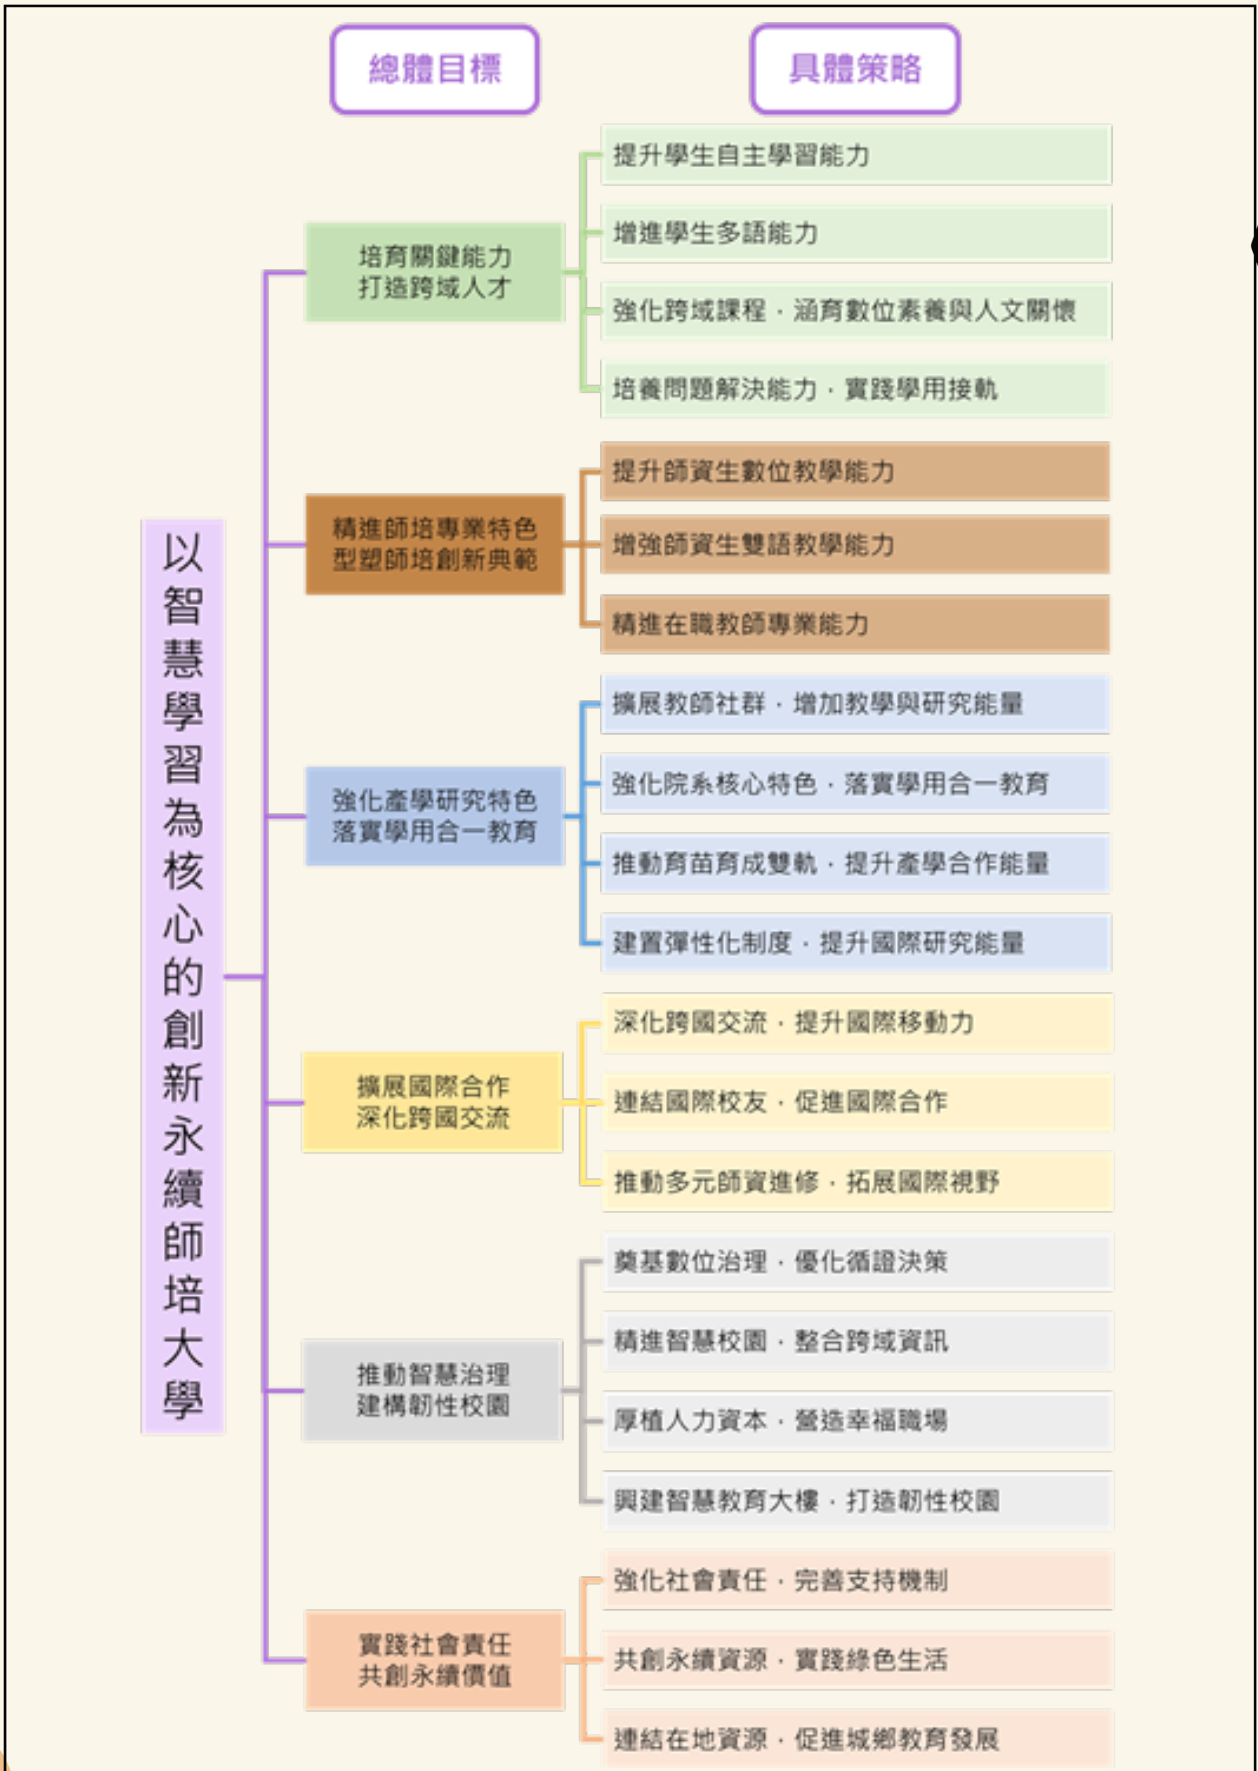 總體目標
具體策略
以智慧學習為核心的創新永續師培大學
培育關鍵能力
打造跨域人才
提升學生自主學習能力
增進學生多語能力
強化跨域課程，涵育數位素養與人文關懷
培養問題解決能力，實踐學用接軌
精進師培專業特色
型塑師培創新典範
提升師資生數位教學能力
增強師資生雙語教學能力
精進在職教師專業能力
強化產學研究特色
落實學用合一教育
擴展教師社群，增加教學與研究能量
強化院系核心特色，落實學用合一教育
推動育苗育成雙軌，提升產學合作能量
建置彈性化制度，提升國際研究能量
擴展國際合作
深化跨國交流
深化跨國交流，提升國際移動力
連結國際校友，促進國際合作
推動多元師資進修，拓展國際視野
推動智慧治理
建構韌性校園
奠基數位治理，優化循證決策
精進智慧校園，整合跨域資訊
厚植人力資本，營造幸福職場
興建智慧教育大樓，打造韌性校園
實踐社會責任
共創永續價值
強化社會責任，完善支持機制
共創永續資源，實踐綠色生活
連結在地資源，促進城鄉教育發展